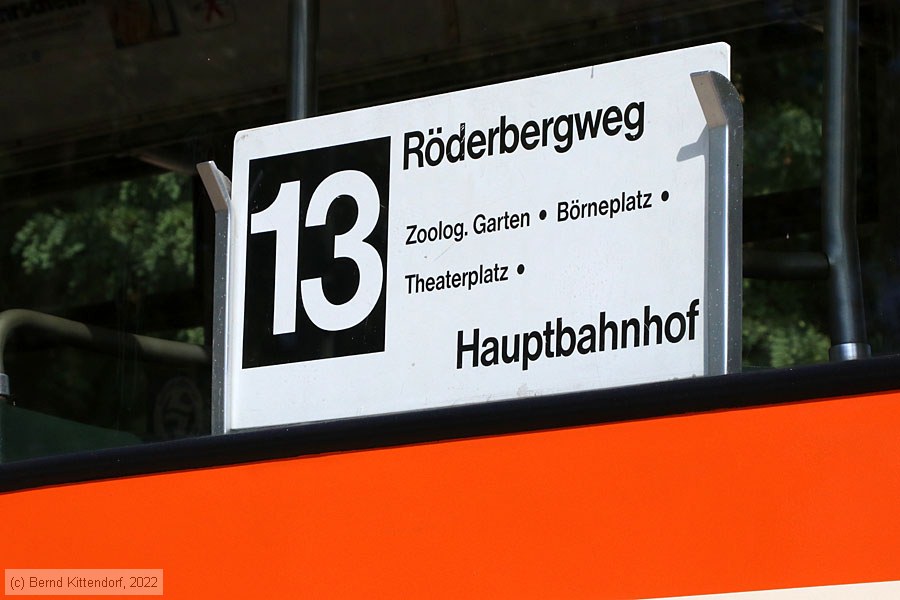 13
Röderbergweg
Zoolog. Garten • Börneplatz •
Theaterplatz •
Hauptbahnhof
(c) Bernd Kittendorf, 2022